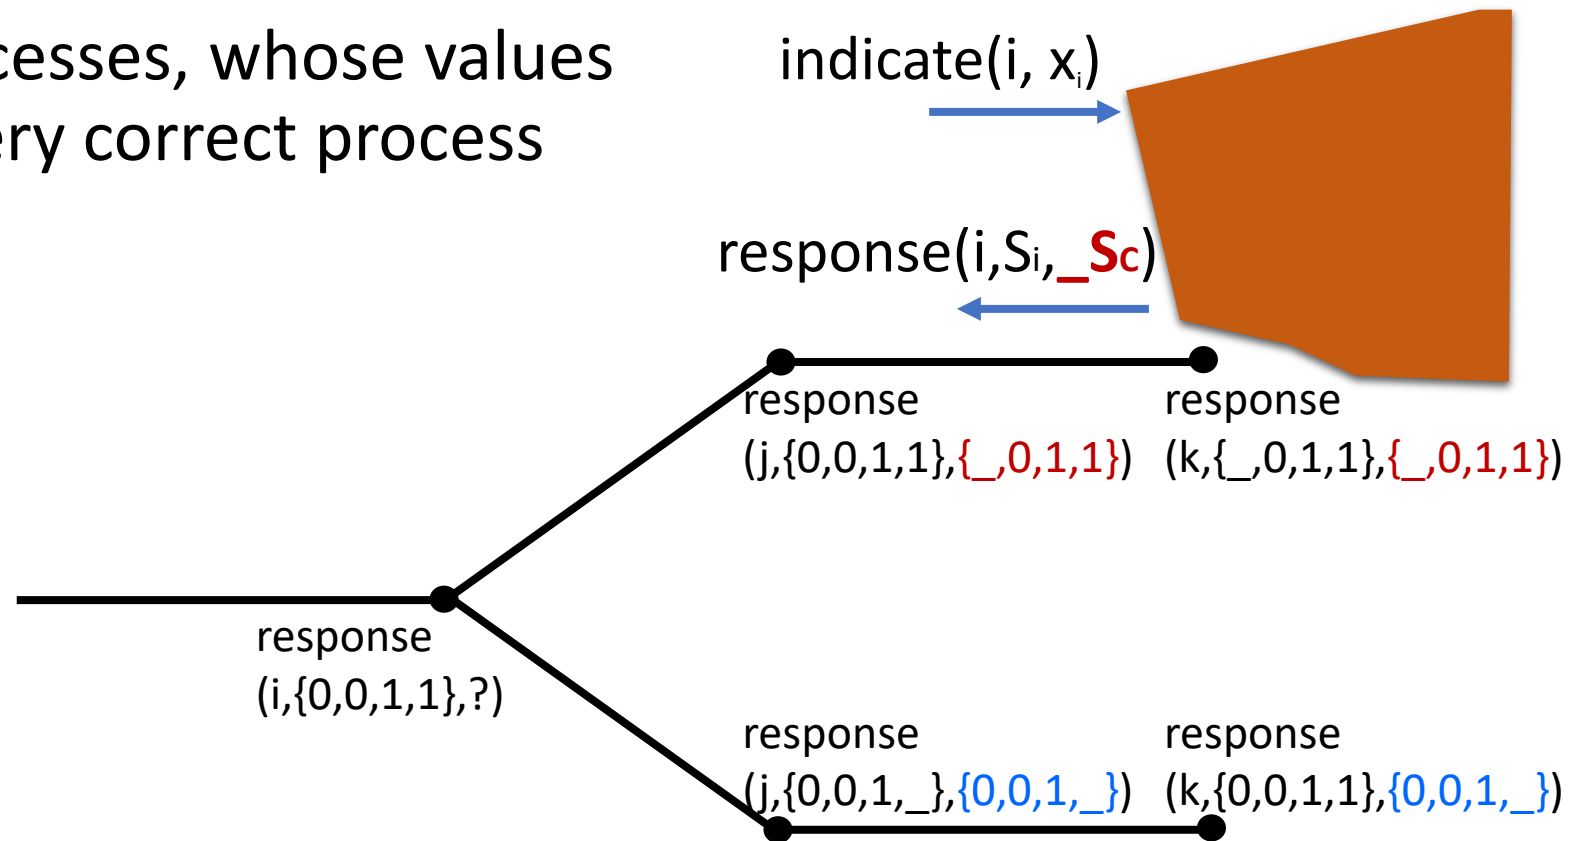 cesses, whose values
ery correct process
indicate(i, xᵢ)
response(i,Si,_Sc)
response
(j,{0,0,1,1},{_,0,1,1})
response
(k,{_,0,1,1},{_,0,1,1})
response
(i,{0,0,1,1},?)
response
(j,{0,0,1,_},{0,0,1,_})
response
(k,{0,0,1,1},{0,0,1,_})